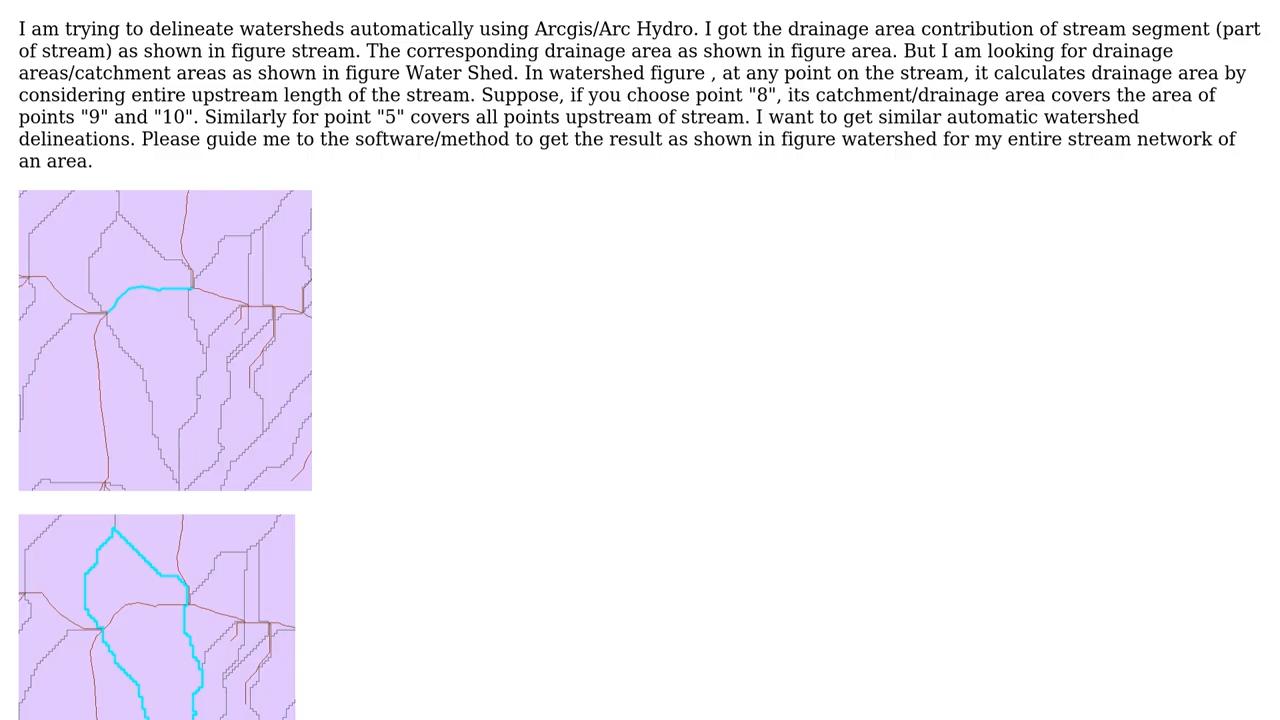 I am trying to delineate watersheds automatically using Arcgis/Arc Hydro. I got the drainage area contribution of stream segment (part
of stream) as shown in figure stream. The corresponding drainage area as shown in figure area. But I am looking for drainage
areas/catchment areas as shown in figure Water Shed. In watershed figure , at any point on the stream, it calculates drainage area by
considering entire upstream length of the stream. Suppose, if you choose point "8", its catchment/drainage area covers the area of
points "9" and "10". Similarly for point "5" covers all points upstream of stream. I want to get similar automatic watershed
delineations. Please guide me to the software/method to get the result as shown in figure watershed for my entire stream network of
an area.